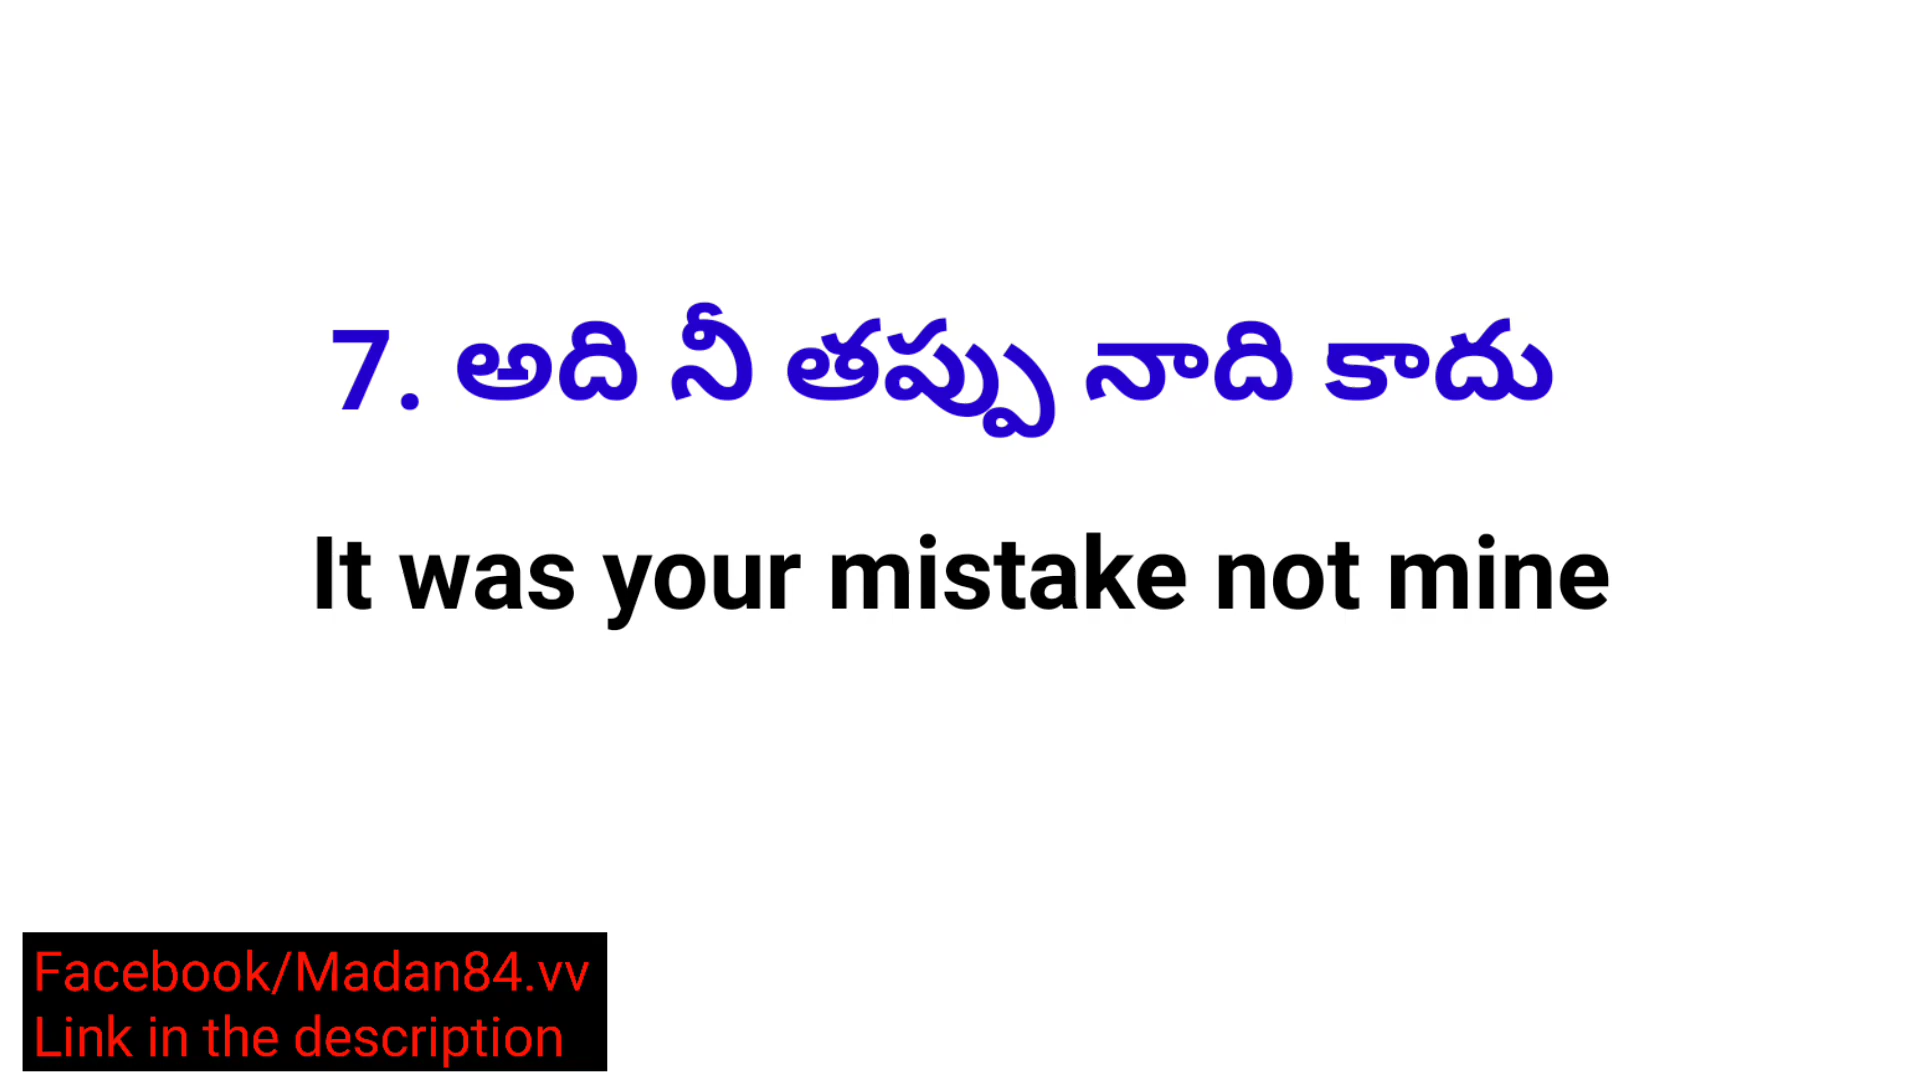 7. అది నీ తప్పు నాది కాదు
It was your mistake not mine
Facebook/Madan84.vv
Link in the description